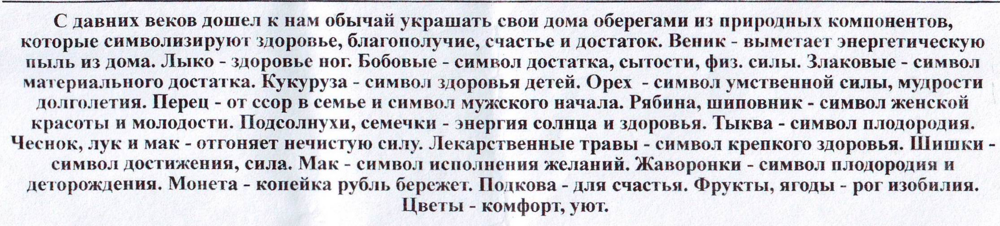 С давних веков дошел к нам обычай украшать свои дома оберегами из природных компонентов,
которые символизируют здоровье, благополучие, счастье и достаток. Веник - выметает энергетическую
пыль из дома. Лыко - здоровье ног. Бобовые - символ достатка, сытости, физ. силы. Злаковые - символ
материального достатка. Кукуруза - символ здоровья детей. Орех - символ умственной силы, мудрости
долголетия. Перец - от ссор в семье и символ мужского начала. Рябина, шиповник - символ женской
красоты и молодости. Подсолнухи, семечки - энергия солнца и здоровья. Тыква - символ плодородия.
Чеснок, лук и мак - отгоняет нечистую силу. Лекарственные травы - символ крепкого здоровья. Шишки -
символ достижения, сила. Мак - символ исполнения желаний. Жаворонки - символ плодородия и
деторождения. Монета - копейка рубль бережет. Подкова - для счастья. Фрукты, ягоды - рог изобилия.
Цветы - комфорт, уют.